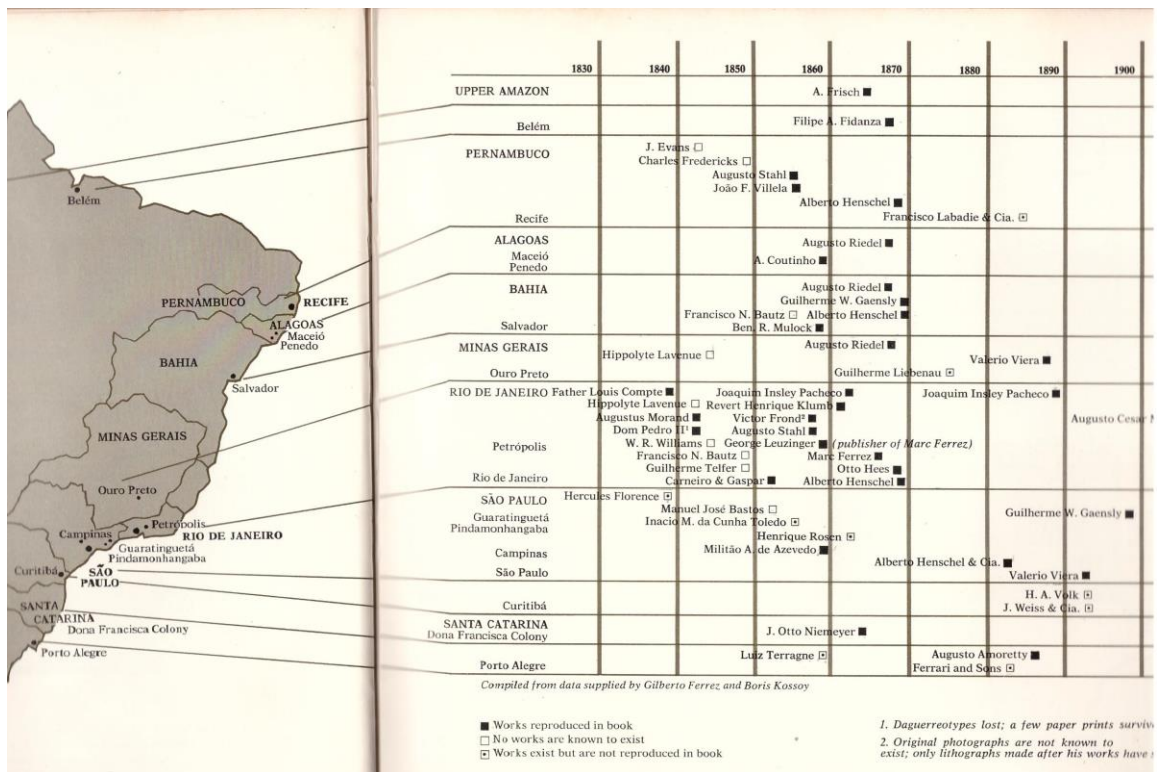 Belém
PERNAMBUCO
RECIFE
ALAGOAS
Maceió
Penedo
BAHIA
Salvador
MINAS GERAIS
Ouro Preto
Petrópolis
Campinas
RIO DE JANEIRO
Guaratinguetá
Pindamonhangaba
Curitibá
SÃO
PAULO
SANTA
CATARINA
Dona Francisca Colony
Porto Alegre
1830 1840 1850 1860 1870 1880 1890 1900
UPPER AMAZON A. Frisch ■
Belém Filipe A. Fidanza ■
PERNAMBUCO J. Evans □
Charles Fredericks □
Augusto Stahl ■
João F. Villela ■
Alberto Henschel ■
Recife Francisco Labadie & Cia. ⊡
ALAGOAS Augusto Riedel ■
Maceió A. Coutinho ■
Penedo
BAHIA Augusto Riedel ■
Guilherme W. Gaensly ■
Francisco N. Bautz □ Alberto Henschel ■
Salvador Ben. R. Mulock ■
MINAS GERAIS Augusto Riedel ■
Hippolyte Lavenue □ Valerio Viera ■
Ouro Preto Guilherme Liebenau ⊡
RIO DE JANEIRO Father Louis Compte ■ Joaquim Insley Pacheco ■ Joaquim Insley Pacheco ■
Hippolyte Lavenue □ Revert Henrique Klumb ■
Augustus Morand ■ Victor Frond² ■ Augusto Cesar
Dom Pedro II¹ ■ Augusto Stahl ■
Petrópolis W. R. Williams □ George Leuzinger ■ (publisher of Marc Ferrez)
Francisco N. Bautz □ Marc Ferrez ■
Guilherme Telfer □ Otto Hees ■
Rio de Janeiro Carneiro & Gaspar ■ Alberto Henschel ■
SÃO PAULO Hercules Florence ⊡
Manuel José Bastos □ Guilherme W. Gaensly ■
Guaratinguetá Inacio M. da Cunha Toledo ⊡
Pindamonhangaba
Henrique Rosen ⊡
Campinas Militão A. de Azevedo ■
Alberto Henschel & Cia. ■
São Paulo Valerio Viera ■
H. A. Volk ⊡
Curitibá J. Weiss & Cia. ⊡
SANTA CATARINA
Dona Francisca Colony J. Otto Niemeyer ■
Luiz Terragne ⊡ Augusto Amoretty ■
Porto Alegre Ferrari and Sons ⊡
Compiled from data supplied by Gilberto Ferrez and Boris Kossoy
■ Works reproduced in book
□ No works are known to exist
⊡ Works exist but are not reproduced in book
1. Daguerreotypes lost; a few paper prints
2. Original photographs are not known to
exist; only lithographs made after his works have